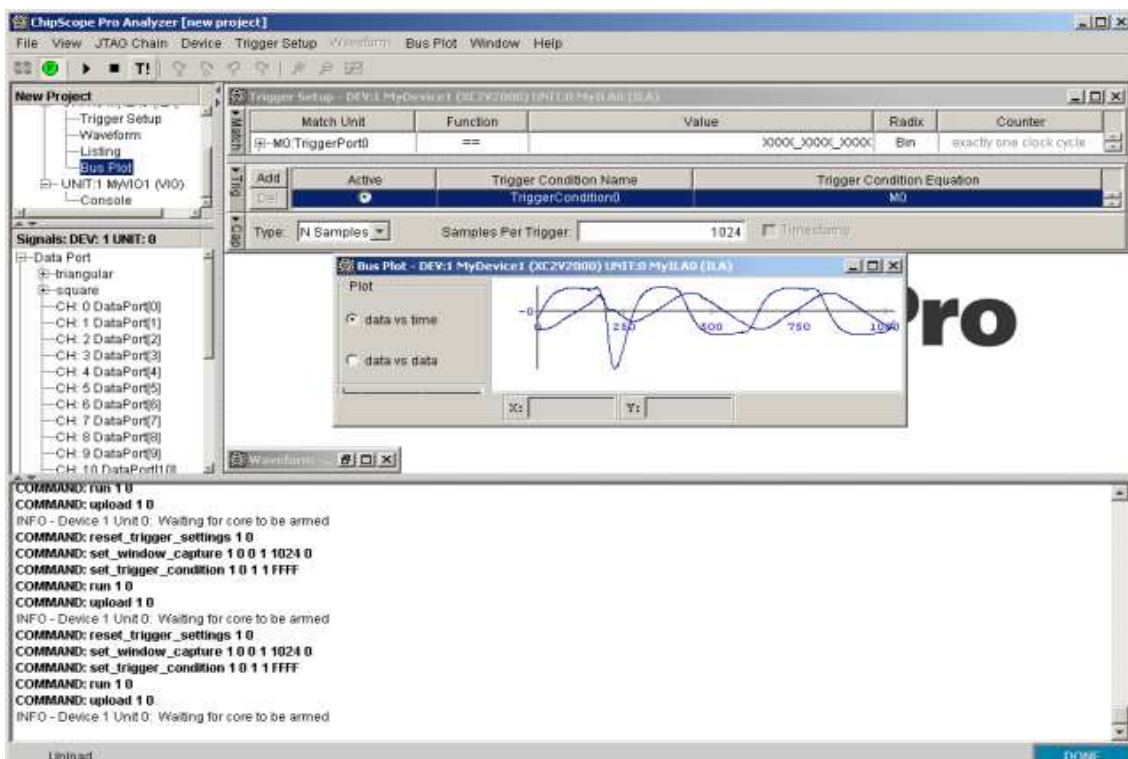 ChipScope Pro Analyzer [new project]
File View JTAG Chain Device Trigger Setup Waveform Bus Plot Window Help
T!
New Project
Trigger Setup
Waveform
Listing
Bus Plot
UNIT:1 MyVIO1 (VIO)
Console
Signals: DEV: 1 UNIT: 0
Data Port
triangular
square
CH: 0 DataPort[0]
CH: 1 DataPort[1]
CH: 2 DataPort[2]
CH: 3 DataPort[3]
CH: 4 DataPort[4]
CH: 5 DataPort[5]
CH: 6 DataPort[6]
CH: 7 DataPort[7]
CH: 8 DataPort[8]
CH: 9 DataPort[9]
CH: 10 DataPort[10]
Trigger Setup - DEV:1 MyDevice1 (XC2V2000) UNIT:0 MyILA0 (ILA)
Match
Match Unit Function Value Radix Counter
M0:TriggerPort0 == XXXX_XXXX_XXXX Bin exactly one clock cycle
Trig
Add Active Trigger Condition Name Trigger Condition Equation
Del TriggerCondition0 M0
Cap
Type: N Samples Samples Per Trigger: 1024 Timestamp
Bus Plot - DEV:1 MyDevice1 (XC2V2000) UNIT:0 MyILA0 (ILA)
Plot
data vs time
data vs data
-0 0 250 500 750 1000
X: Y:
Pro
Waveform - ...
COMMAND: run 1 0
COMMAND: upload 1 0
INFO - Device 1 Unit 0: Waiting for core to be armed
COMMAND: reset_trigger_settings 1 0
COMMAND: set_window_capture 1 0 0 1 1024 0
COMMAND: set_trigger_condition 1 0 1 1 FFFF
COMMAND: run 1 0
COMMAND: upload 1 0
INFO - Device 1 Unit 0: Waiting for core to be armed
COMMAND: reset_trigger_settings 1 0
COMMAND: set_window_capture 1 0 0 1 1024 0
COMMAND: set_trigger_condition 1 0 1 1 FFFF
COMMAND: run 1 0
COMMAND: upload 1 0
INFO - Device 1 Unit 0: Waiting for core to be armed
Upload
DONE